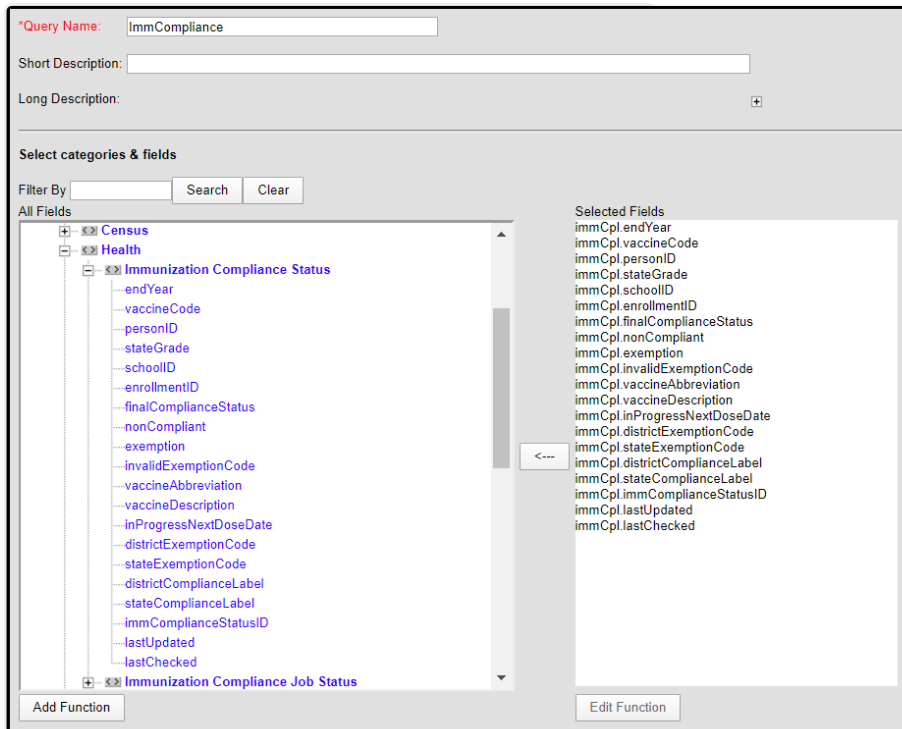 *Query Name: ImmCompliance
Short Description:
Long Description:
Select categories & fields
Filter By Search Clear
All Fields
Census
Health
Immunization Compliance Status
endYear
vaccineCode
personID
stateGrade
schoolID
enrollmentID
finalComplianceStatus
nonCompliant
exemption
invalidExemptionCode
vaccineAbbreviation
vaccineDescription
inProgressNextDoseDate
districtExemptionCode
stateExemptionCode
districtComplianceLabel
stateComplianceLabel
immComplianceStatusID
lastUpdated
lastChecked
Immunization Compliance Job Status
Add Function
<---
Selected Fields
immCpl.endYear
immCpl.vaccineCode
immCpl.personID
immCpl.stateGrade
immCpl.schoolID
immCpl.enrollmentID
immCpl.finalComplianceStatus
immCpl.nonCompliant
immCpl.exemption
immCpl.invalidExemptionCode
immCpl.vaccineAbbreviation
immCpl.vaccineDescription
immCpl.inProgressNextDoseDate
immCpl.districtExemptionCode
immCpl.stateExemptionCode
immCpl.districtComplianceLabel
immCpl.stateComplianceLabel
immCpl.immComplianceStatusID
immCpl.lastUpdated
immCpl.lastChecked
Edit Function